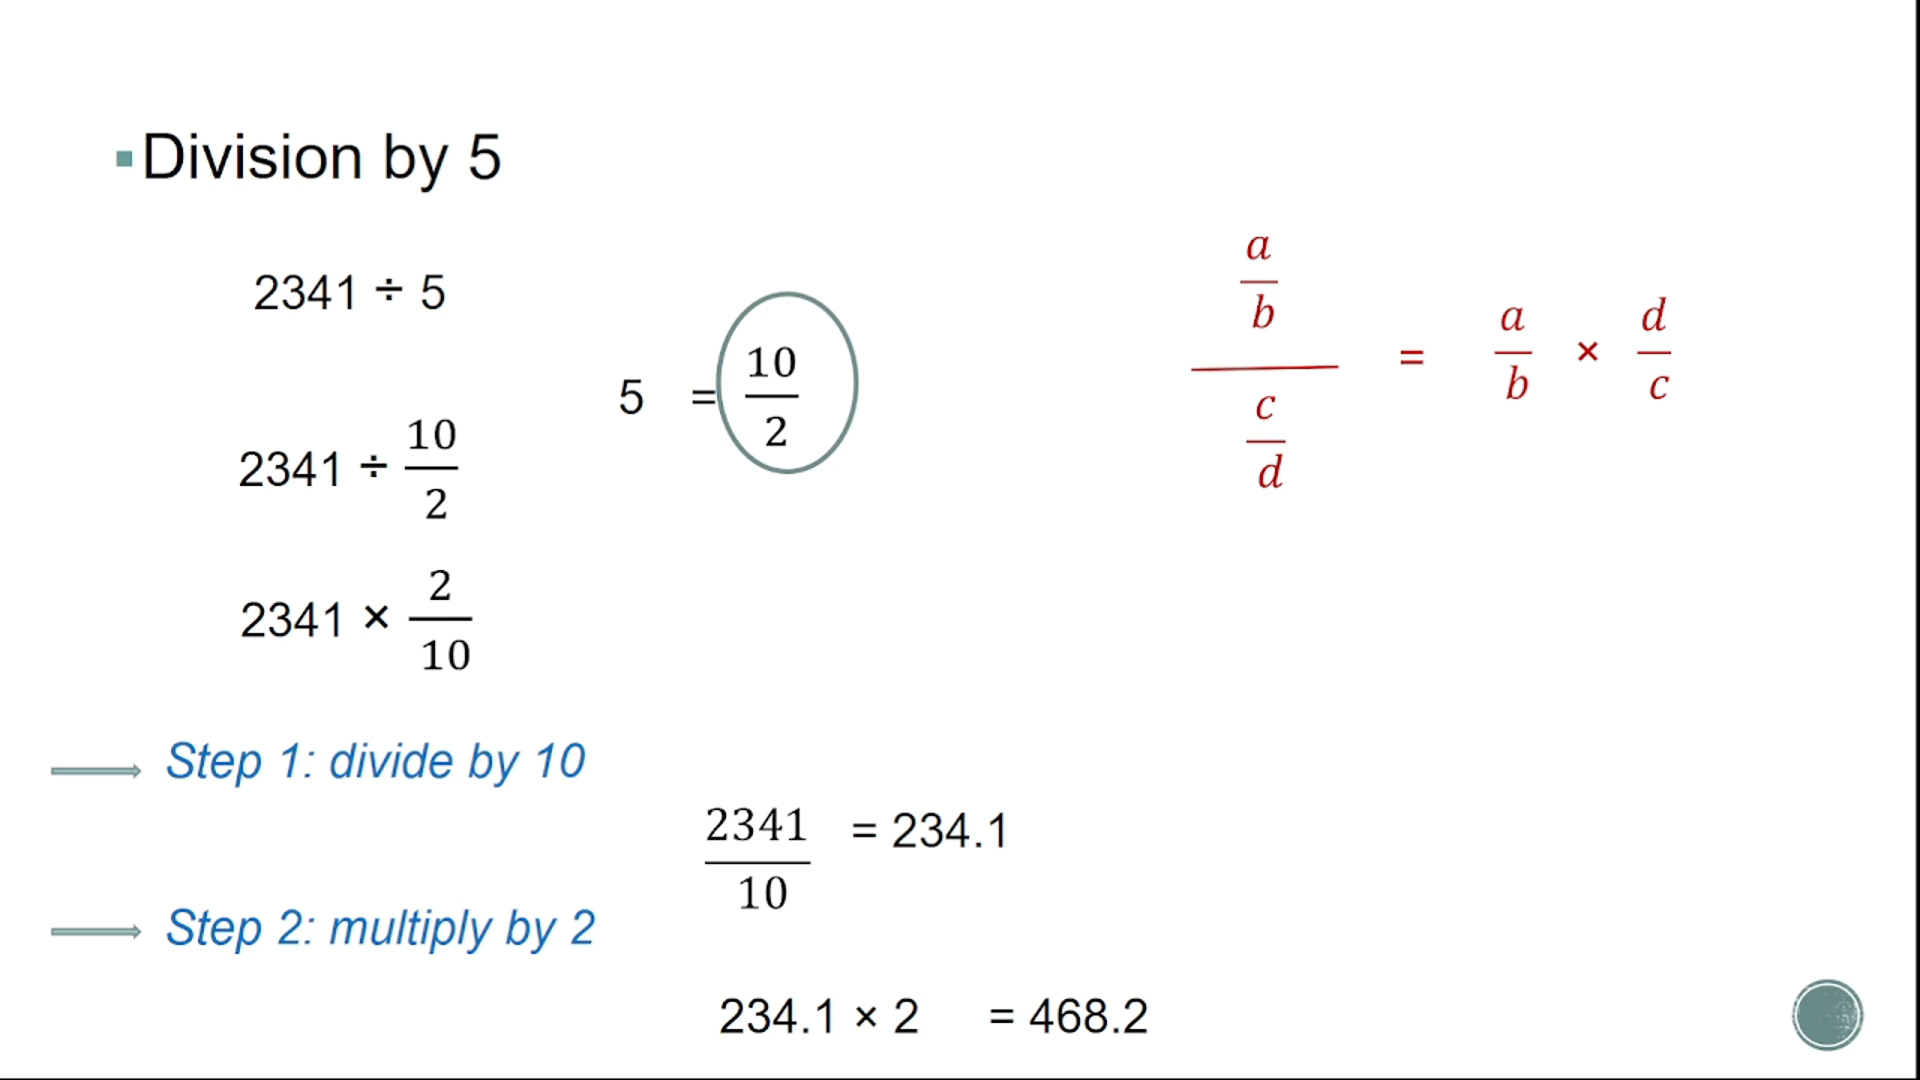 Division by 5
2341 ÷ 5
5 = 10/2
2341 ÷ 10/2
2341 × 2/10
a/b / c/d = a/b × d/c
Step 1: divide by 10
2341/10 = 234.1
Step 2: multiply by 2
234.1 × 2 = 468.2